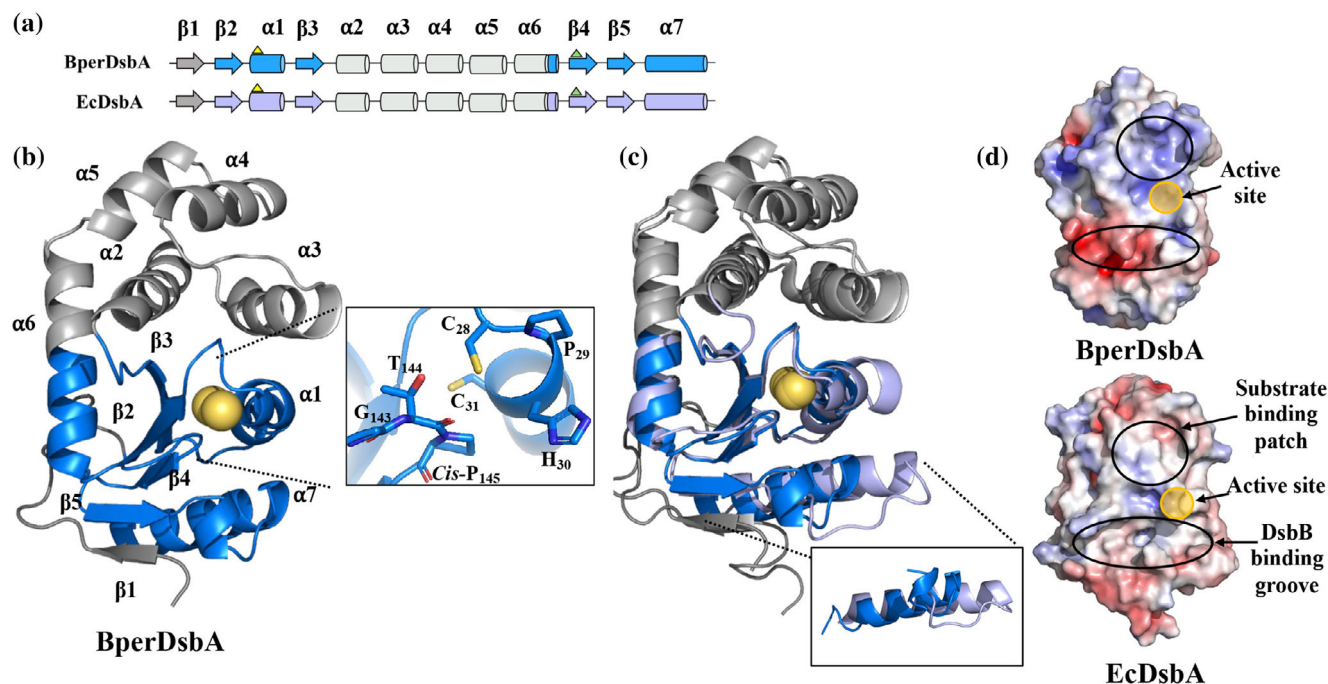 (a)
β1 β2 α1 β3 α2 α3 α4 α5 α6 β4 β5 α7
BperDsbA
EcDsbA
(b)
α5
α4
α2
α3
α6
β3
β2
α1
β4
β5
α7
β1
C28
P29
T144
C31
G143
H30
Cis-P145
BperDsbA
(c)
(d)
Active
site
BperDsbA
Substrate
binding
patch
Active site
DsbB
binding
groove
EcDsbA